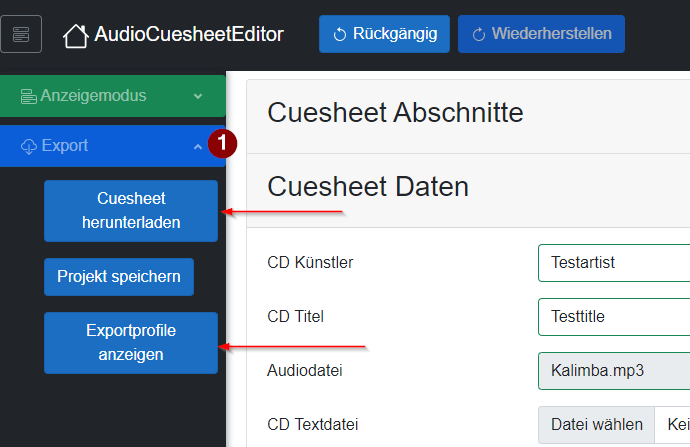 AudioCuesheetEditor
Rückgängig
Wiederherstellen
Anzeigemodus
Export
1
Cuesheet
herunterladen
Projekt speichern
Exportprofile
anzeigen
Cuesheet Abschnitte
Cuesheet Daten
CD Künstler
Testartist
CD Titel
Testtitle
Audiodatei
Kalimba.mp3
CD Textdatei
Datei wählen
Kei